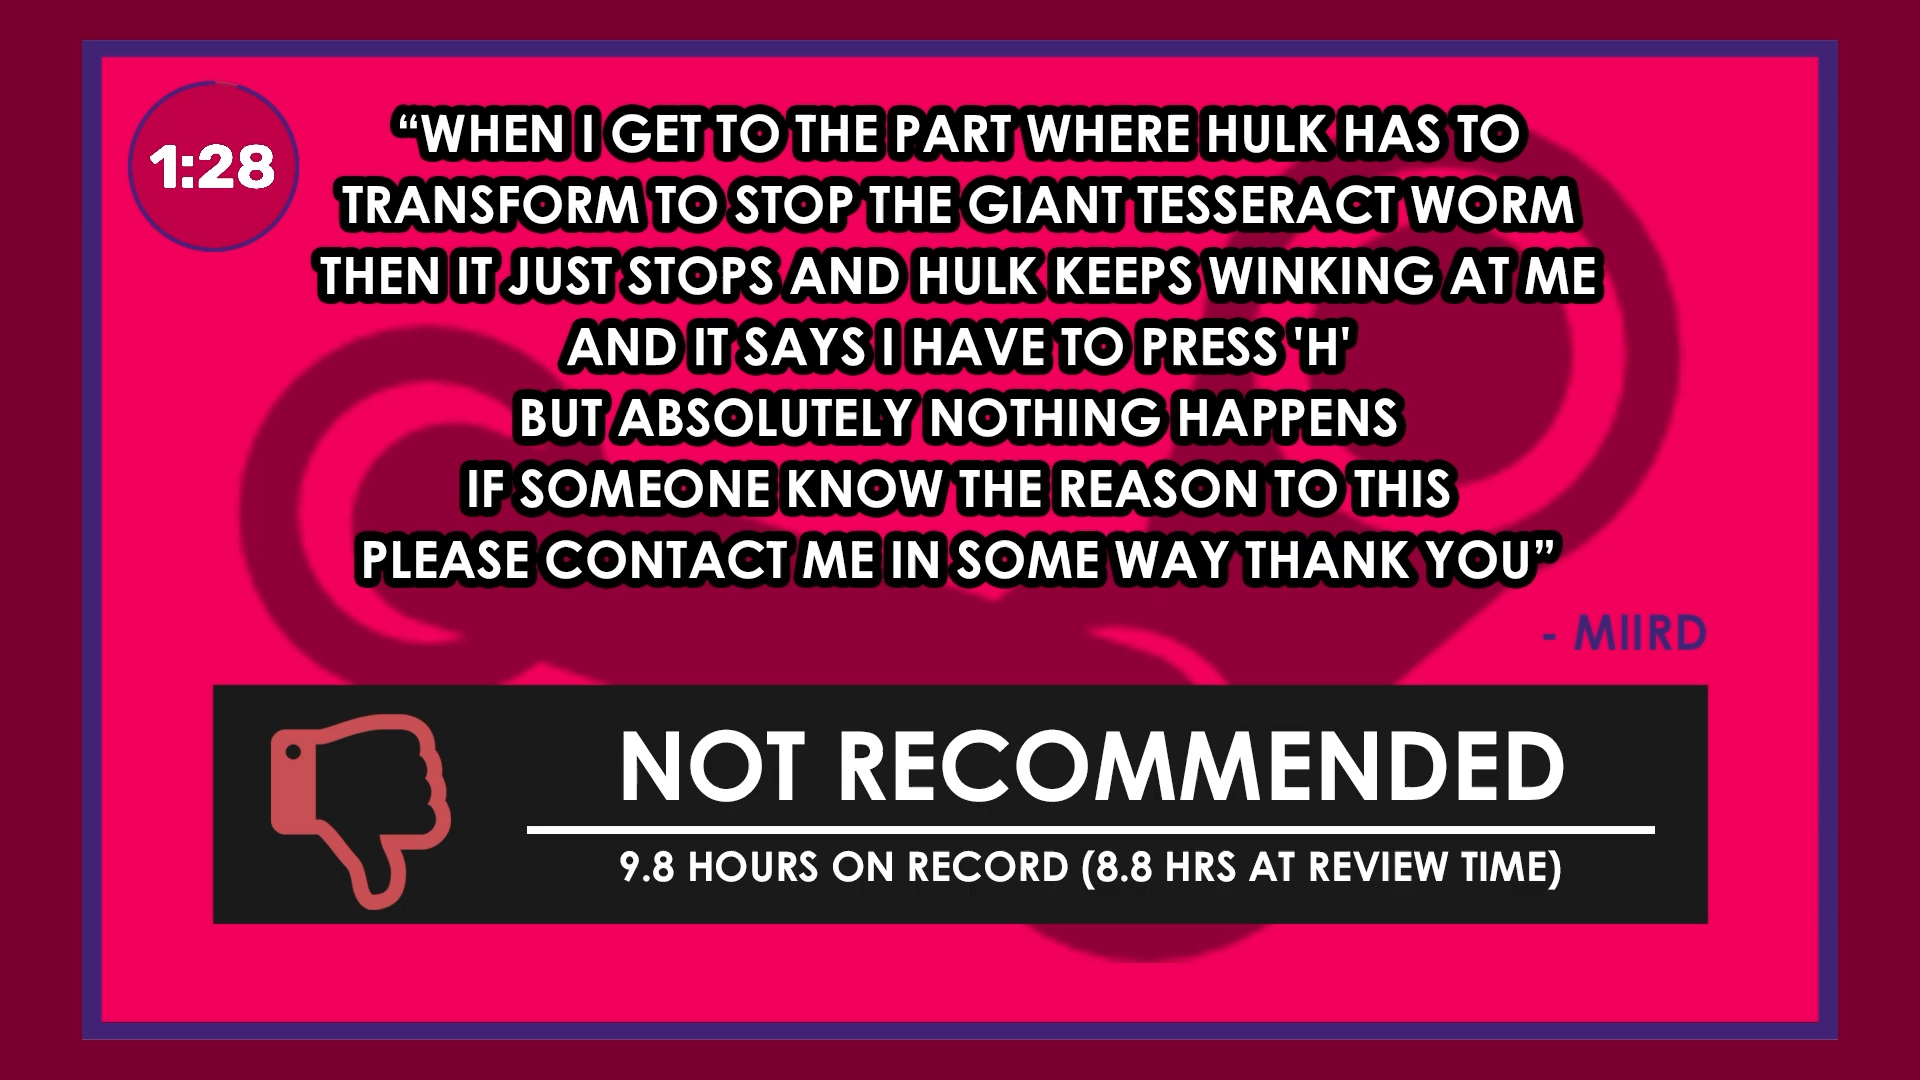 1:28
“WHEN I GET TO THE PART WHERE HULK HAS TO
TRANSFORM TO STOP THE GIANT TESSERACT WORM
THEN IT JUST STOPS AND HULK KEEPS WINKING AT ME
AND IT SAYS I HAVE TO PRESS 'H'
BUT ABSOLUTELY NOTHING HAPPENS
IF SOMEONE KNOW THE REASON TO THIS
PLEASE CONTACT ME IN SOME WAY THANK YOU”
- MIIRD
NOT RECOMMENDED
9.8 HOURS ON RECORD (8.8 HRS AT REVIEW TIME)